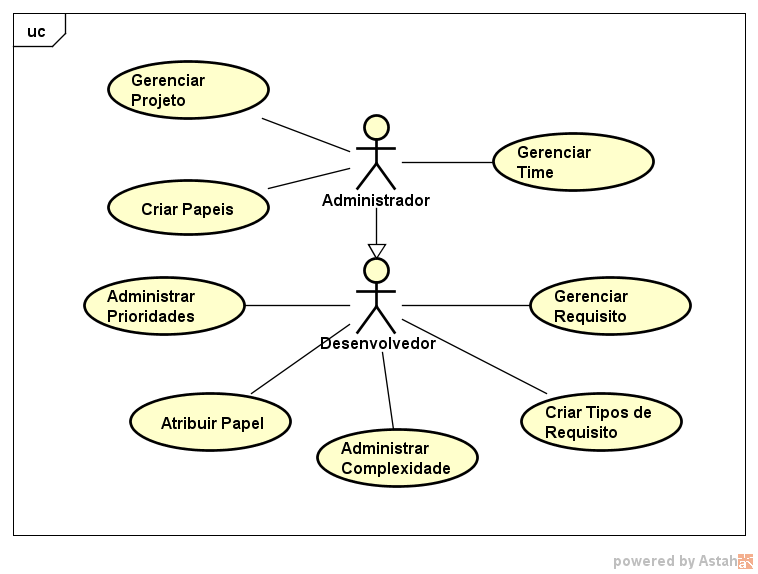 uc
Gerenciar
Projeto
Gerenciar
Time
Criar Papeis
Administrador
Administrar
Prioridades
Gerenciar
Requisito
Desenvolvedor
Atribuir Papel
Criar Tipos de
Requisito
Administrar
Complexidade
powered by Astah